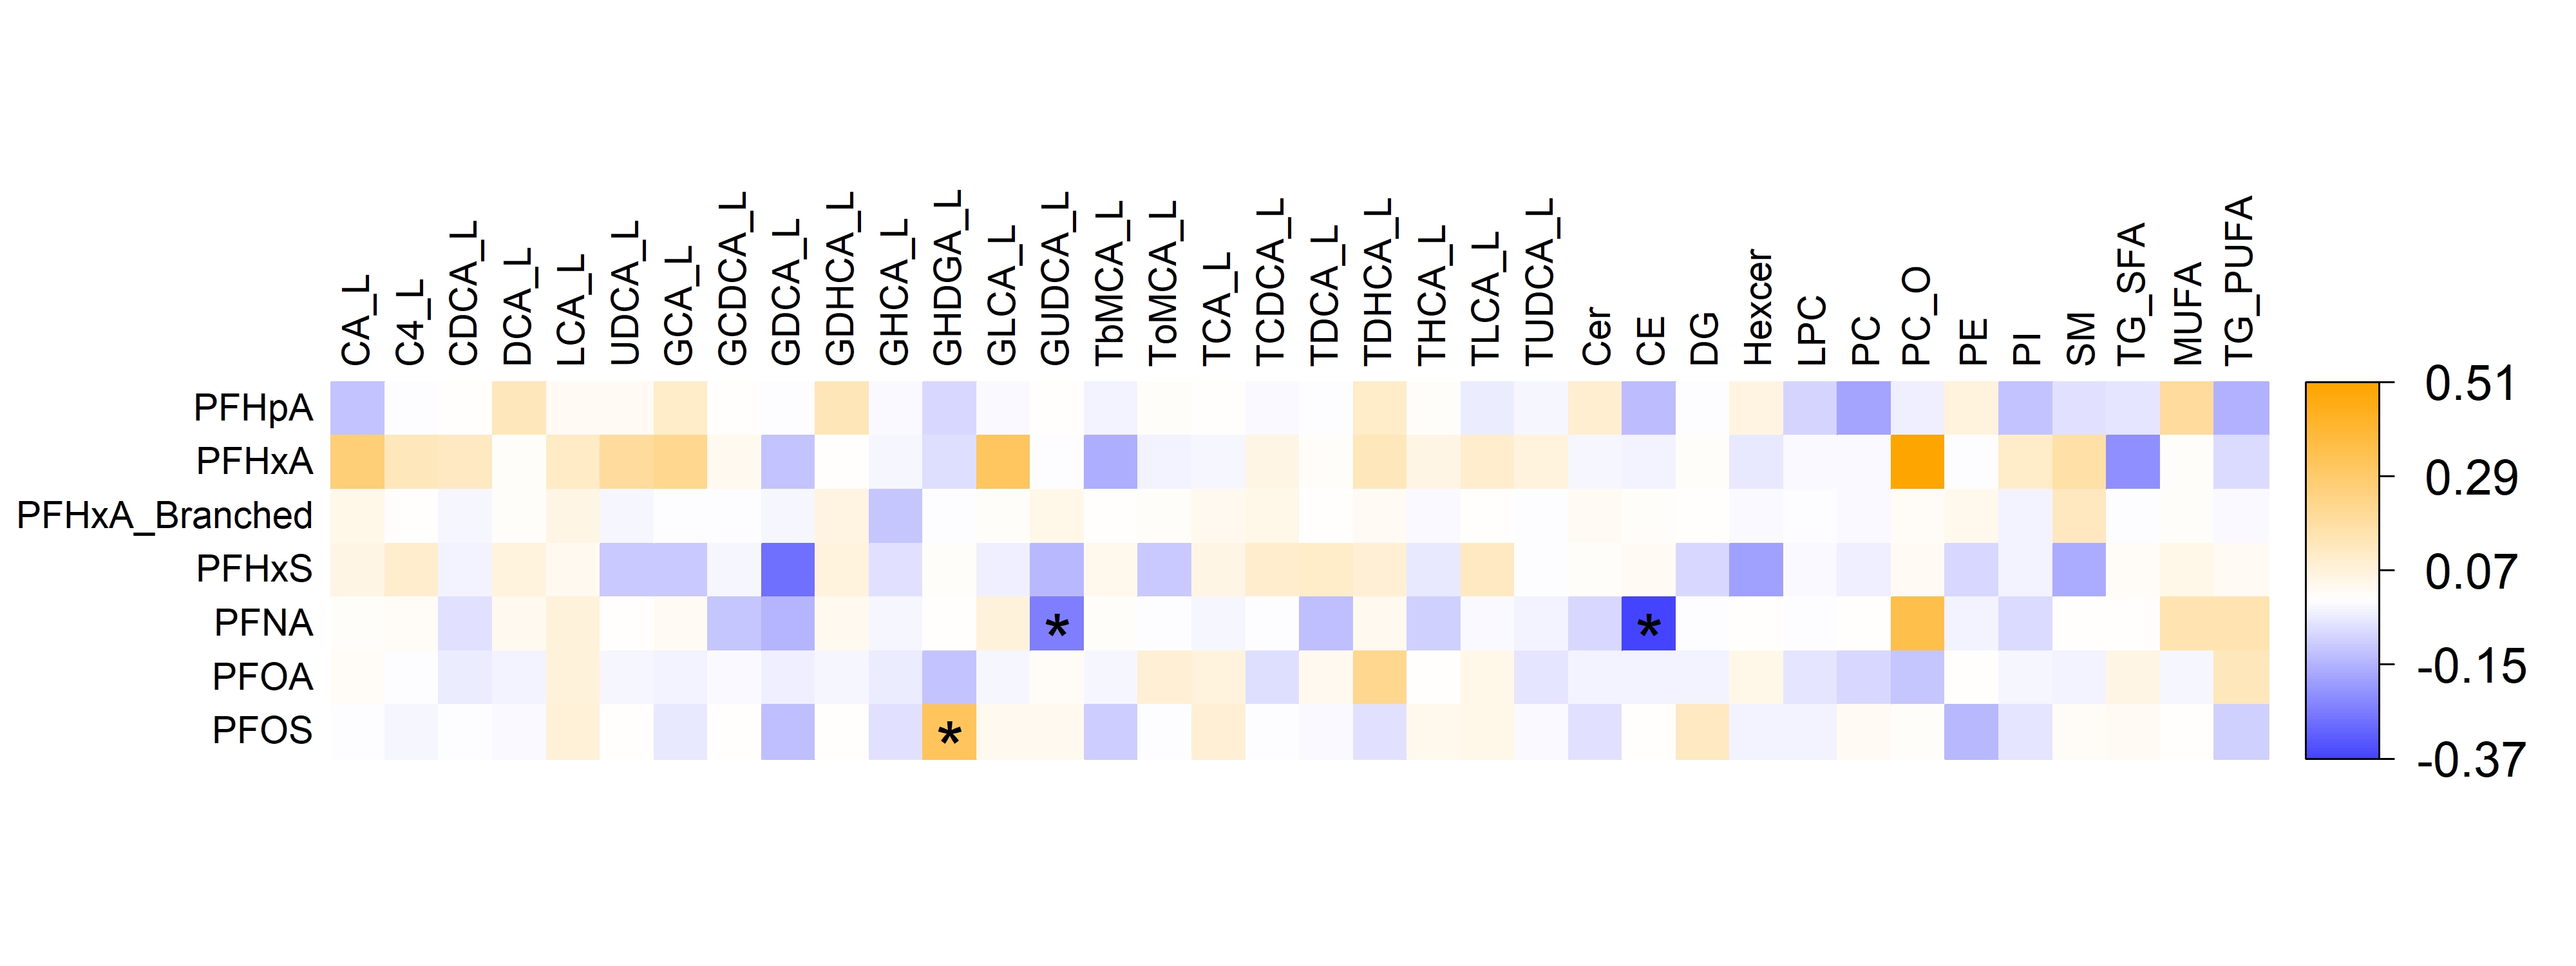 CA_L
C4_L
CDCA_L
DCA_L
LCA_L
UDCA_L
GCA_L
GCDCA_L
GDCA_L
GDHCA_L
GHCA_L
GHDGA_L
GLCA_L
GUDCA_L
TbMCA_L
ToMCA_L
TCA_L
TCDCA_L
TDCA_L
TDHCA_L
THCA_L
TLCA_L
TUDCA_L
Cer
CE
DG
Hexcer
LPC
PC
PC_O
PE
PI
SM
TG_SFA
MUFA
TG_PUFA
PFHpA
PFHxA
PFHxA_Branched
PFHxS
PFNA
* *
PFOA
PFOS
*
0.51
0.29
0.07
-0.15
-0.37